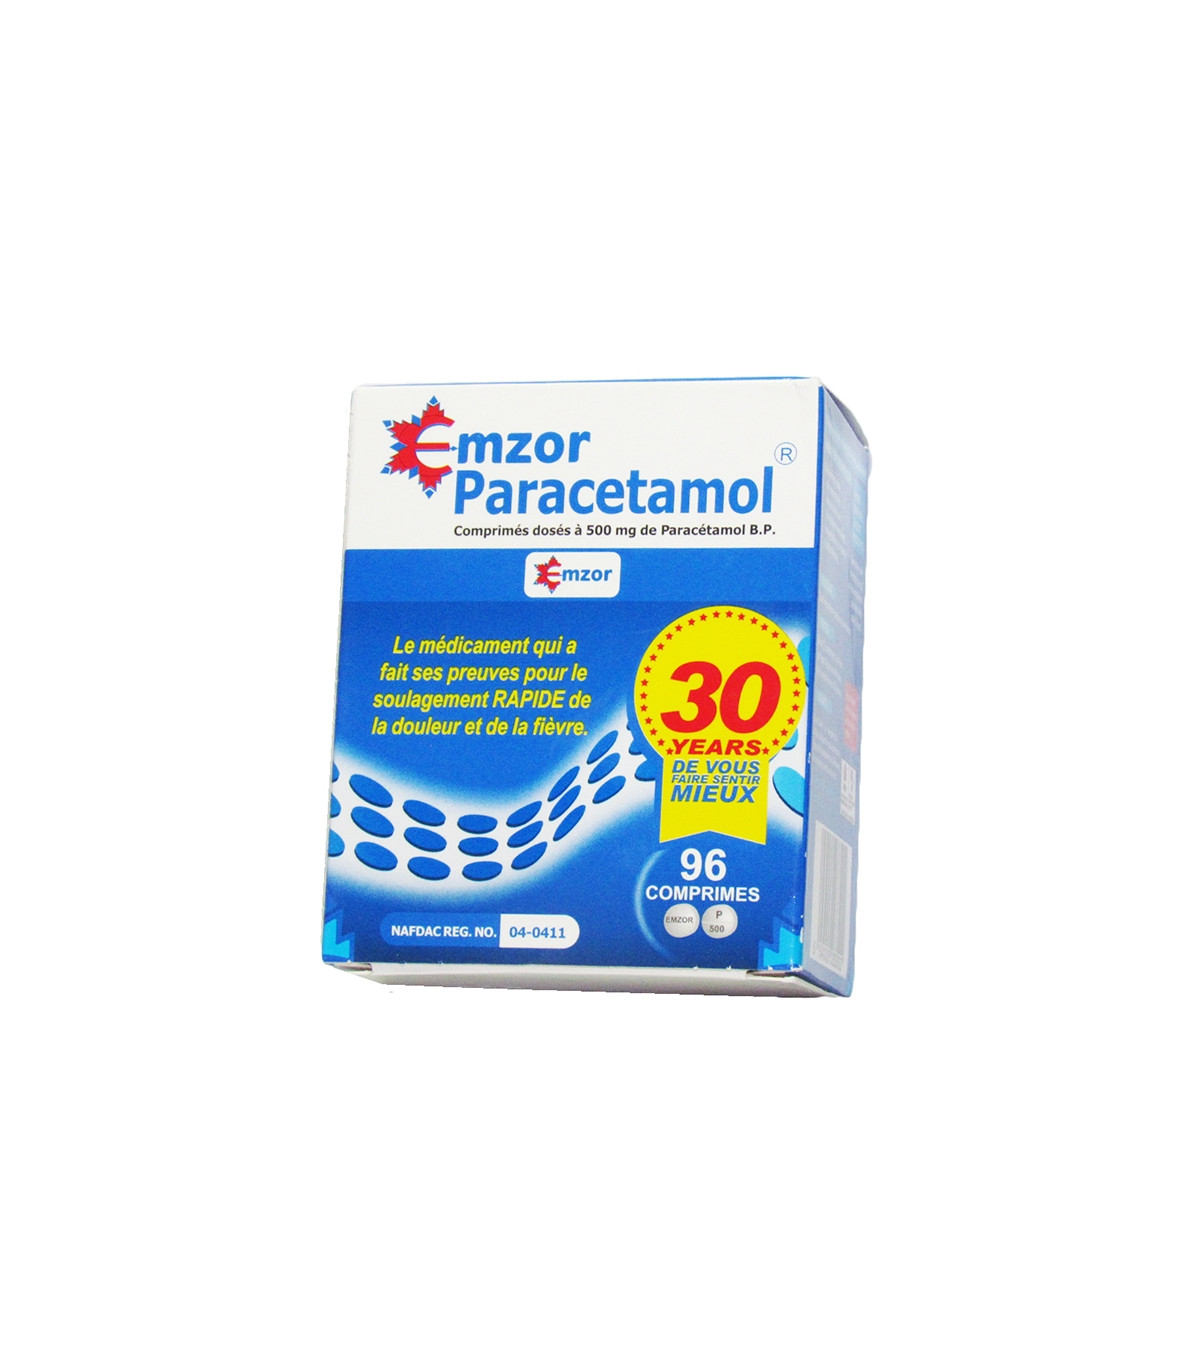 Emzor
Paracetamol ®
Comprimés dosés à 500 mg de Paracétamol B.P.
Emzor
Le médicament qui a
fait ses preuves pour le
soulagement RAPIDE de
la douleur et de la fièvre.
30
YEARS
DE VOUS
FAIRE SENTIR
MIEUX
96
COMPRIMES
EMZOR
P
500
NAFDAC REG. NO. 04-0411